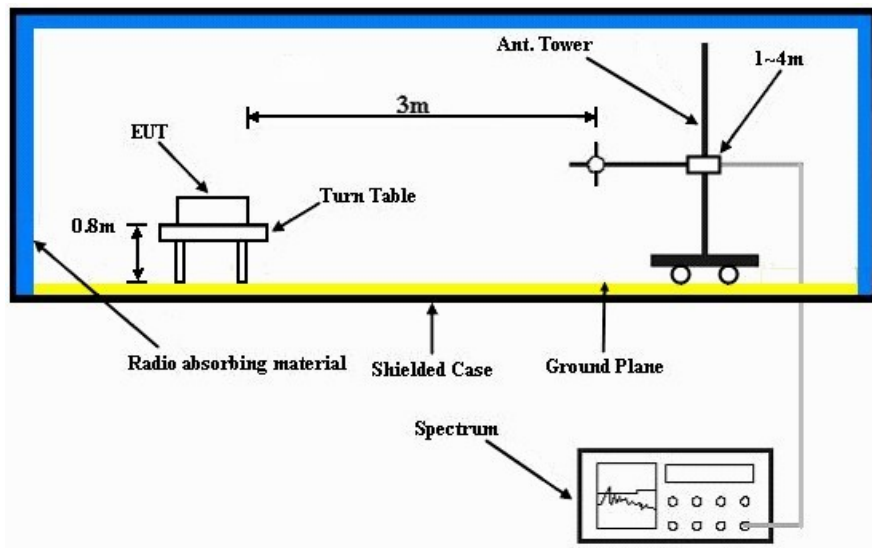 Ant. Tower
1~4m
3m
EUT
Turn Table
0.8m
Radio absorbing material
Shielded Case
Ground Plane
Spectrum